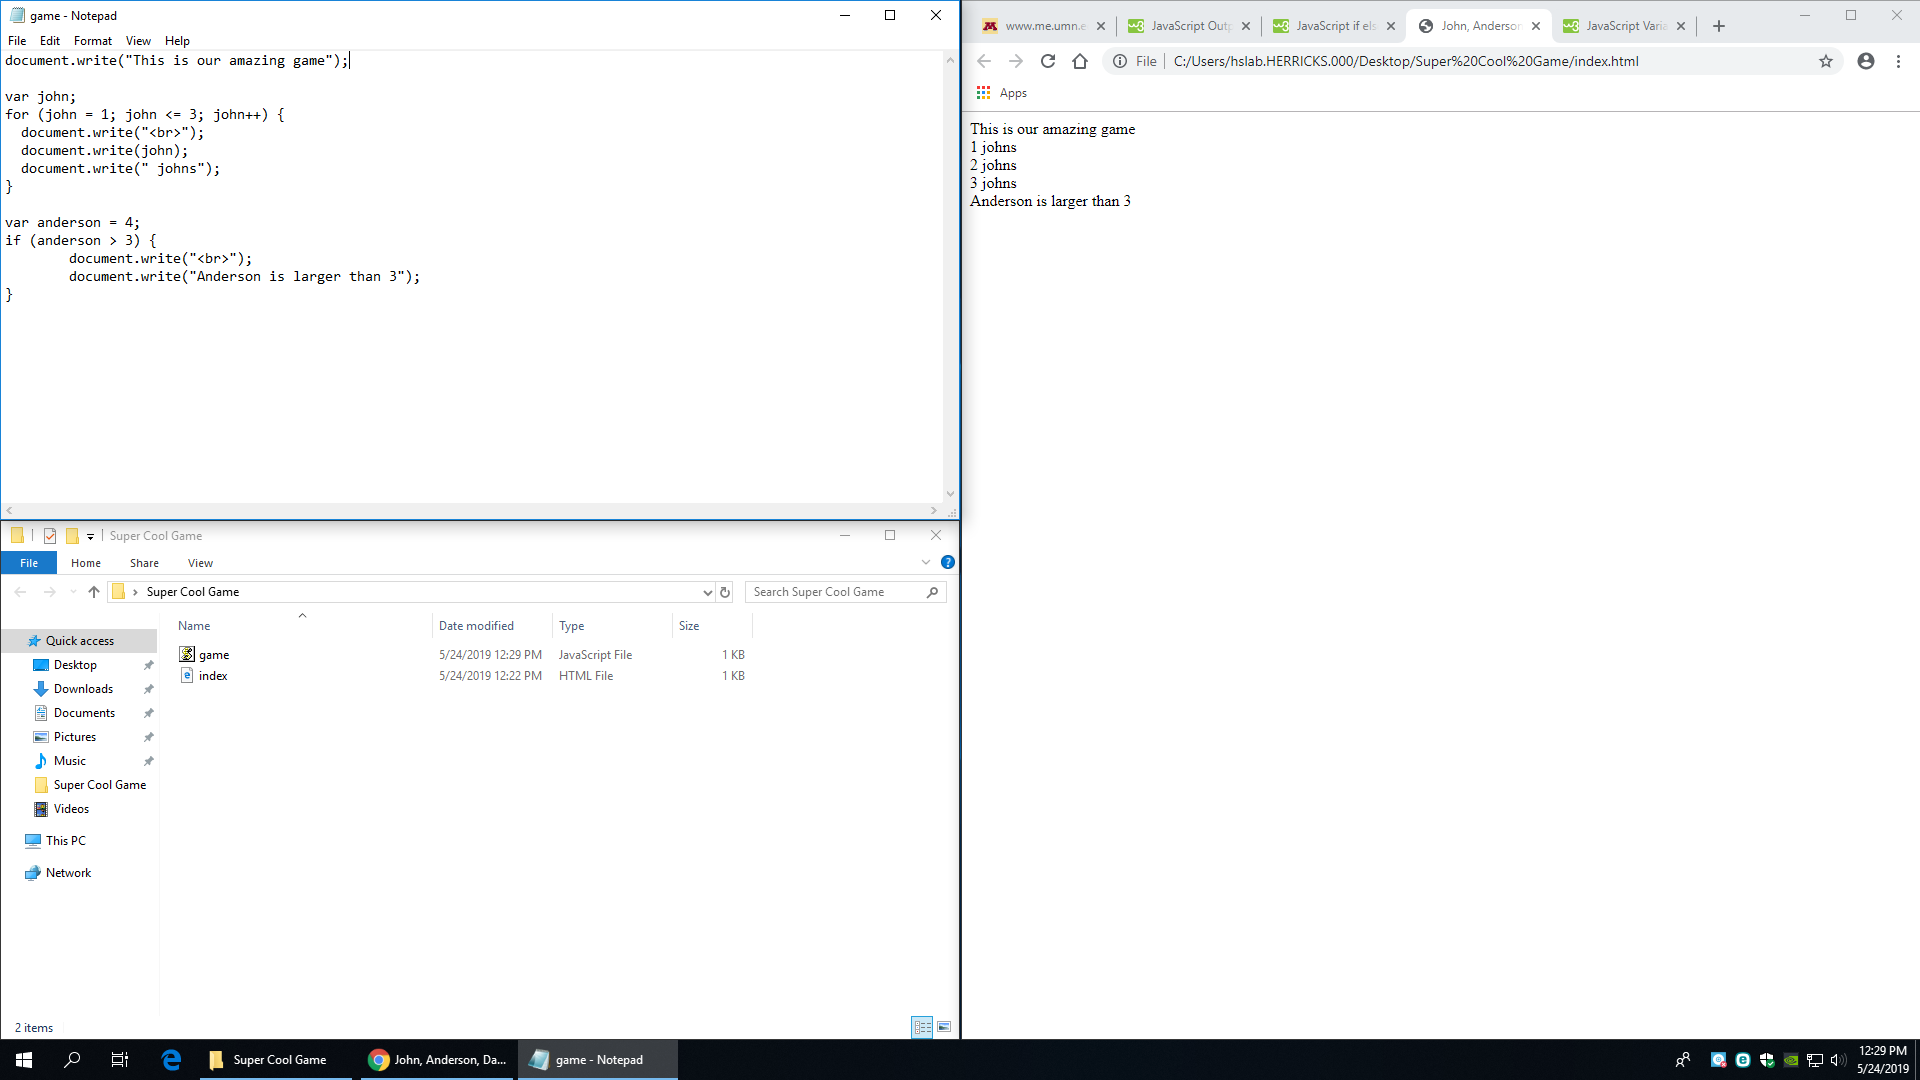 game - Notepad
File Edit Format View Help
document.write("This is our amazing game");
var john;
for (john = 1; john <= 3; john++) {
  document.write("<br>");
  document.write(john);
  document.write(" johns");
}
var anderson = 4;
if (anderson > 3) {
        document.write("<br>");
        document.write("Anderson is larger than 3");
}
www.me.umn.e
JavaScript Outp
JavaScript if els
John, Anderson
JavaScript Varia
File C:/Users/hslab.HERRICKS.000/Desktop/Super%20Cool%20Game/index.html
Apps
This is our amazing game
1 johns
2 johns
3 johns
Anderson is larger than 3
Super Cool Game
File Home Share View
Super Cool Game
Search Super Cool Game
Name Date modified Type Size
game 5/24/2019 12:29 PM JavaScript File 1 KB
index 5/24/2019 12:22 PM HTML File 1 KB
Quick access
Desktop
Downloads
Documents
Pictures
Music
Super Cool Game
Videos
This PC
Network
2 items
Super Cool Game
John, Anderson, Da...
game - Notepad
12:29 PM
5/24/2019